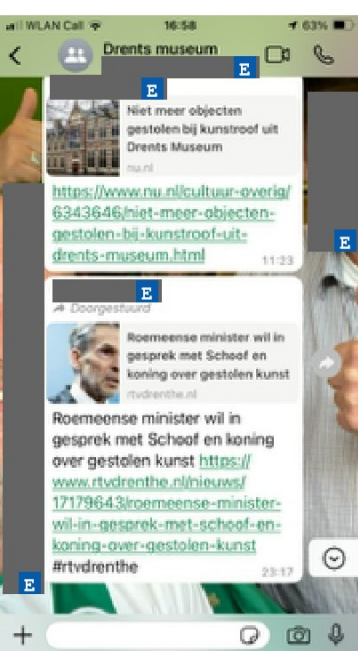 WLAN Call 16:58 63%
Drents museum
E
E
Niet meer objecten
gestolen bij kunstroof uit
Drents Museum
nu.nl
https://www.nu.nl/cultuur-overig/
6343646/niet-meer-objecten-
gestolen-bij-kunstroof-uit-
drents-museum.html
11:23
E
E
Doorgestuurd
Roemeense minister wil in
gesprek met Schoof en
koning over gestolen kunst
rtvdrenthe.nl
Roemeense minister wil in
gesprek met Schoof en koning
over gestolen kunst https://
www.rtvdrenthe.nl/nieuws/
17179643/roemeense-minister-
wil-in-gesprek-met-schoof-en-
koning-over-gestolen-kunst
#rtvdrenthe
23:17
E